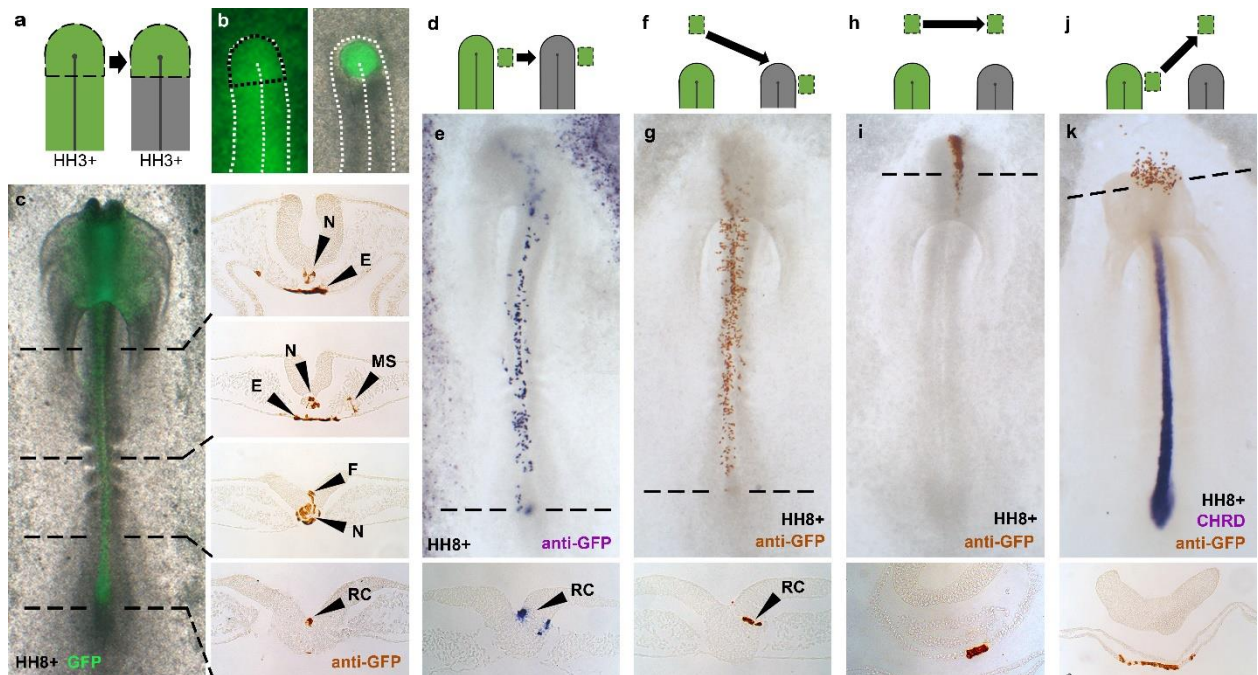 a
HH3+ HH3+
b
c
HH8+ GFP
N
E
N
MS
E
F
N
RC
anti-GFP
d
e
HH8+ anti-GFP
RC
f
g
HH8+
anti-GFP
RC
h
i
HH8+
anti-GFP
j
k
HH8+
CHRD
anti-GFP